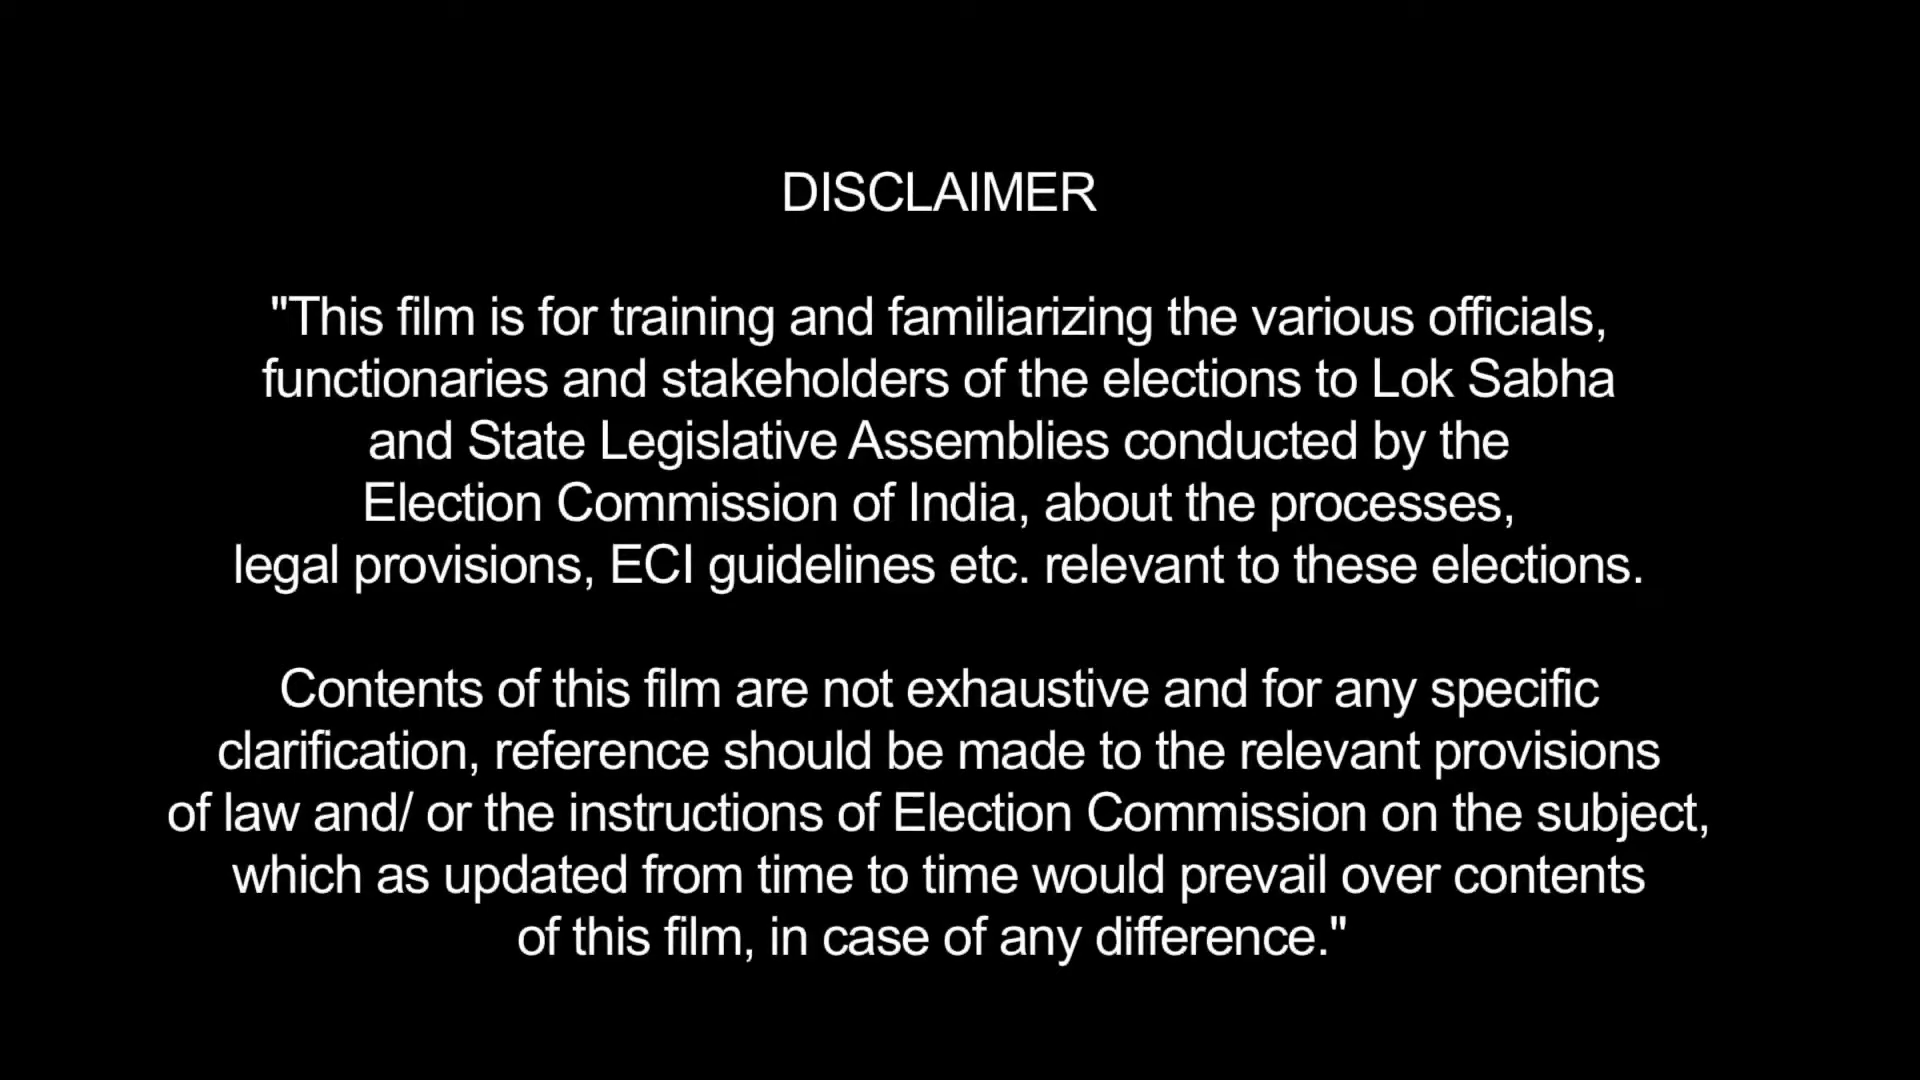 DISCLAIMER
"This film is for training and familiarizing the various officials,
functionaries and stakeholders of the elections to Lok Sabha
and State Legislative Assemblies conducted by the
Election Commission of India, about the processes,
legal provisions, ECI guidelines etc. relevant to these elections.
Contents of this film are not exhaustive and for any specific
clarification, reference should be made to the relevant provisions
of law and/ or the instructions of Election Commission on the subject,
which as updated from time to time would prevail over contents
of this film, in case of any difference."